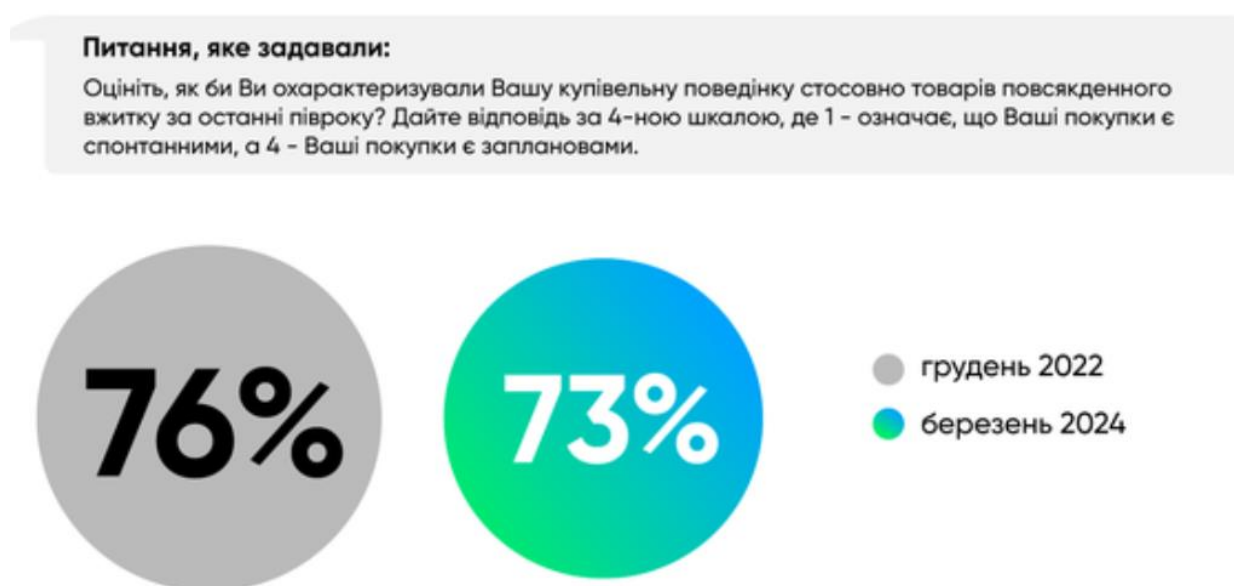 Питання, яке задавали:
Оцініть, як би Ви охарактеризували Вашу купівельну поведінку стосовно товарів повсякденного
вжитку за останні півроку? Дайте відповідь за 4-ною шкалою, де 1 - означає, що Ваші покупки є
спонтанними, а 4 - Ваші покупки є заплановами.
76%
73%
грудень 2022
березень 2024